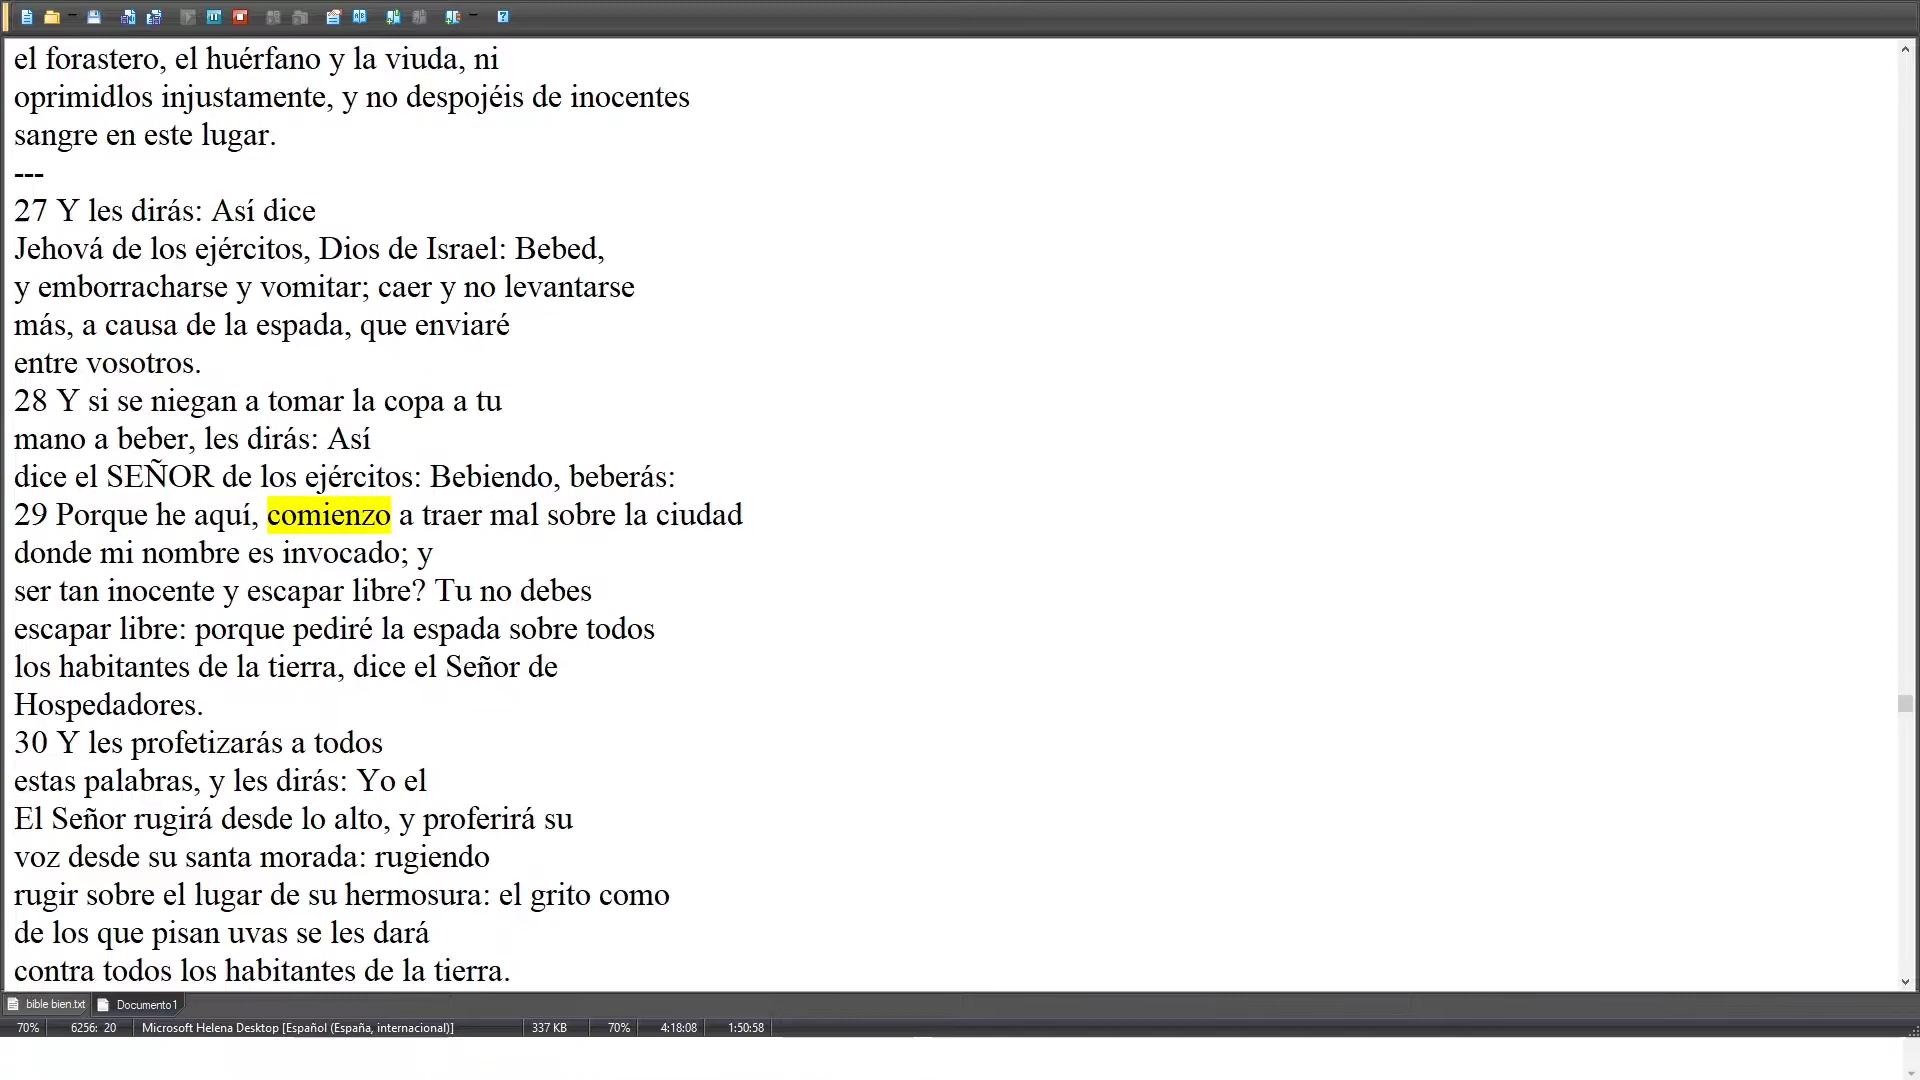 el forastero, el huérfano y la viuda, ni
oprimidlos injustamente, y no despojéis de inocentes
sangre en este lugar.
---
27 Y les dirás: Así dice
Jehová de los ejércitos, Dios de Israel: Bebed,
y emborracharse y vomitar; caer y no levantarse
más, a causa de la espada, que enviaré
entre vosotros.
28 Y si se niegan a tomar la copa a tu
mano a beber, les dirás: Así
dice el SEÑOR de los ejércitos: Bebiendo, beberás:
29 Porque he aquí, comienzo a traer mal sobre la ciudad
donde mi nombre es invocado; y
ser tan inocente y escapar libre? Tu no debes
escapar libre: porque pediré la espada sobre todos
los habitantes de la tierra, dice el Señor de
Hospedadores.
30 Y les profetizarás a todos
estas palabras, y les dirás: Yo el
El Señor rugirá desde lo alto, y proferirá su
voz desde su santa morada: rugiendo
rugir sobre el lugar de su hermosura: el grito como
de los que pisan uvas se les dará
contra todos los habitantes de la tierra.
bible bien.txt Documento1
70% 6256: 20 Microsoft Helena Desktop [Español (España, internacional)] 337 KB 70% 4:18:08 1:50:58